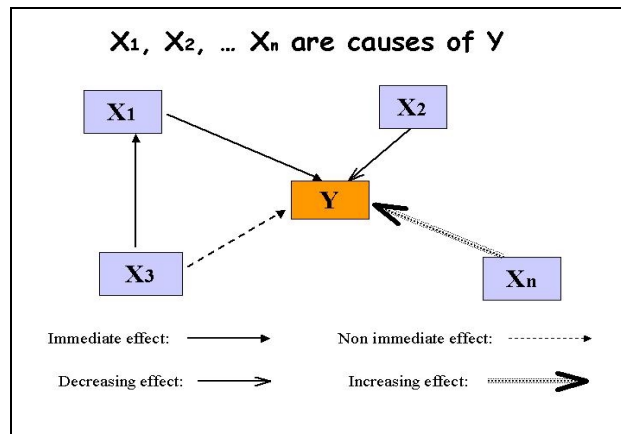 X1, X2, ... Xn are causes of Y
X1
X2
Y
X3
Xn
Immediate effect:
Non immediate effect:
Decreasing effect:
Increasing effect: